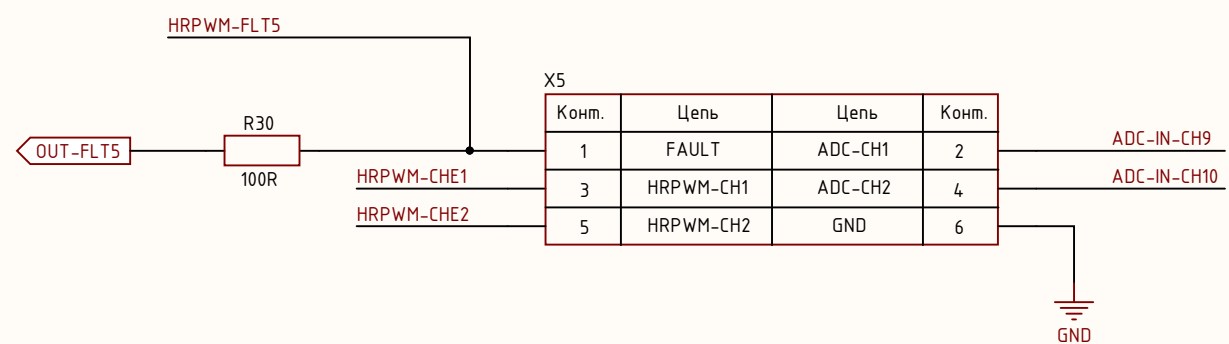 HRPWM-FLT5
X5
Конт. Цепь Цепь Конт.
R30
OUT-FLT5
100R
1 FAULT ADC-CH1 2
ADC-IN-CH9
HRPWM-CHE1
3 HRPWM-CH1 ADC-CH2 4
ADC-IN-CH10
HRPWM-CHE2
5 HRPWM-CH2 GND 6
GND